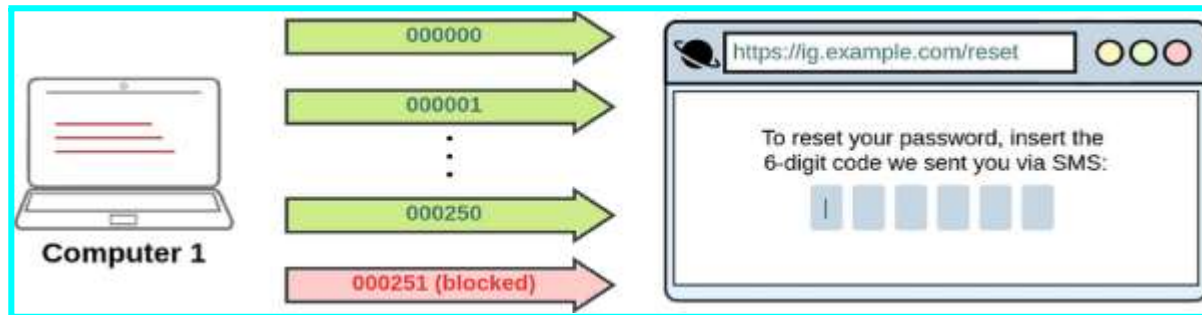 000000
https://ig.example.com/reset
000001
To reset your password, insert the
6-digit code we sent you via SMS:
000250
Computer 1
000251 (blocked)